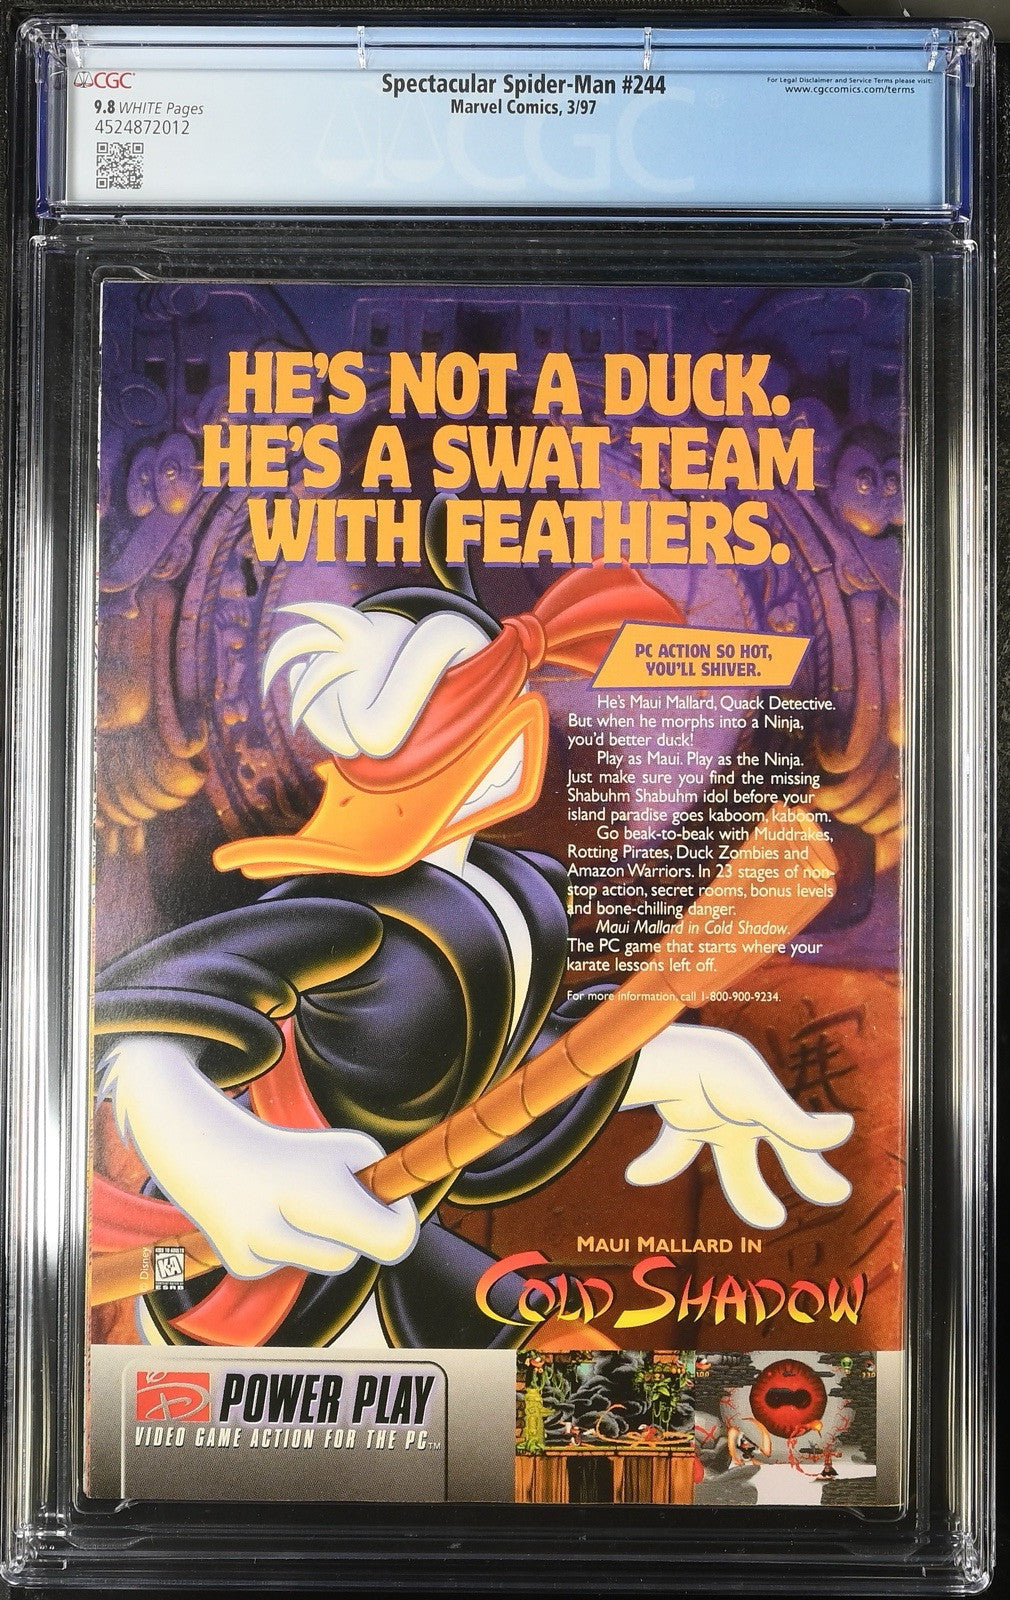 CGC
9.8 WHITE Pages
4524872012
Spectacular Spider-Man #244
Marvel Comics, 3/97
For Legal Disclaimer and Service Terms please visit:
www.cgccomics.com/terms
CGC
HE'S NOT A DUCK.
HE'S A SWAT TEAM
WITH FEATHERS.
PC ACTION SO HOT,
YOU'LL SHIVER.
He's Maui Mallard, Quack Detective.
But when he morphs into a Ninja,
you'd better duck!
Play as Maui. Play as the Ninja.
Just make sure you find the missing
Shabuhm Shabuhm idol before your
island paradise goes kaboom, kaboom.
Go beak-to-beak with Muddrakes,
Rotting Pirates, Duck Zombies and
Amazon Warriors. In 23 stages of non-
stop action, secret rooms, bonus levels
and bone-chilling danger.
Maui Mallard in Cold Shadow.
The PC game that starts where your
karate lessons left off.
For more information, call 1-800-900-9234.
© Disney
KIDS TO ADULTS
K-A
ESRB
MAUI MALLARD IN
COLD SHADOW
D POWER PLAY
VIDEO GAME ACTION FOR THE PC™